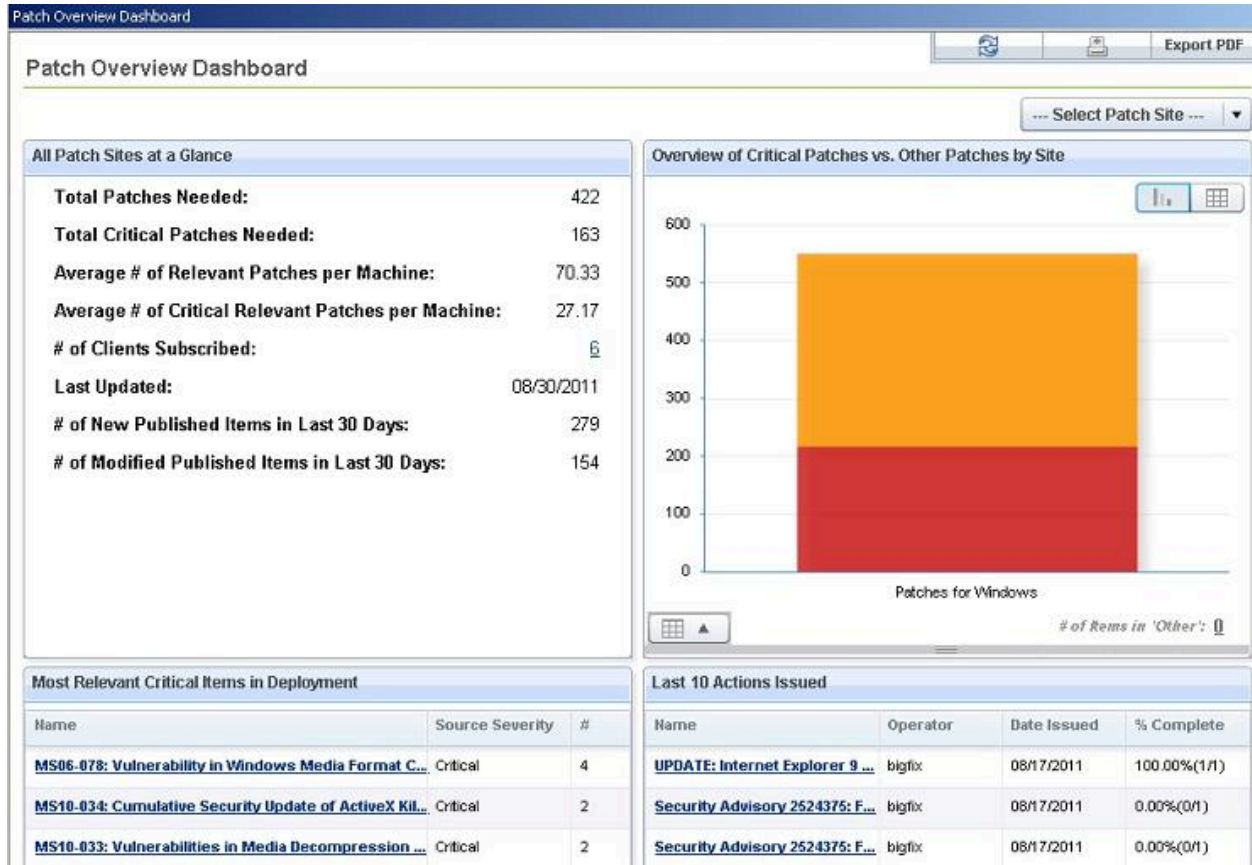 Patch Overview Dashboard
Export PDF
Patch Overview Dashboard
--- Select Patch Site ---
All Patch Sites at a Glance
Total Patches Needed: 422
Total Critical Patches Needed: 163
Average # of Relevant Patches per Machine: 70.33
Average # of Critical Relevant Patches per Machine: 27.17
# of Clients Subscribed: 6
Last Updated: 08/30/2011
# of New Published Items in Last 30 Days: 279
# of Modified Published Items in Last 30 Days: 154
Overview of Critical Patches vs. Other Patches by Site
600
500
400
300
200
100
0
Patches for Windows
# of Items in 'Other': 0
Most Relevant Critical Items in Deployment
Name Source Severity #
MS06-078: Vulnerability in Windows Media Format C... Critical 4
MS10-034: Cumulative Security Update of ActiveX Kil... Critical 2
MS10-033: Vulnerabilities in Media Decompression ... Critical 2
Last 10 Actions Issued
Name Operator Date Issued % Complete
UPDATE: Internet Explorer 9 ... bigfix 08/17/2011 100.00%(1/1)
Security Advisory 2524375: F... bigfix 08/17/2011 0.00%(0/1)
Security Advisory 2524375: F... bigfix 08/17/2011 0.00%(0/1)